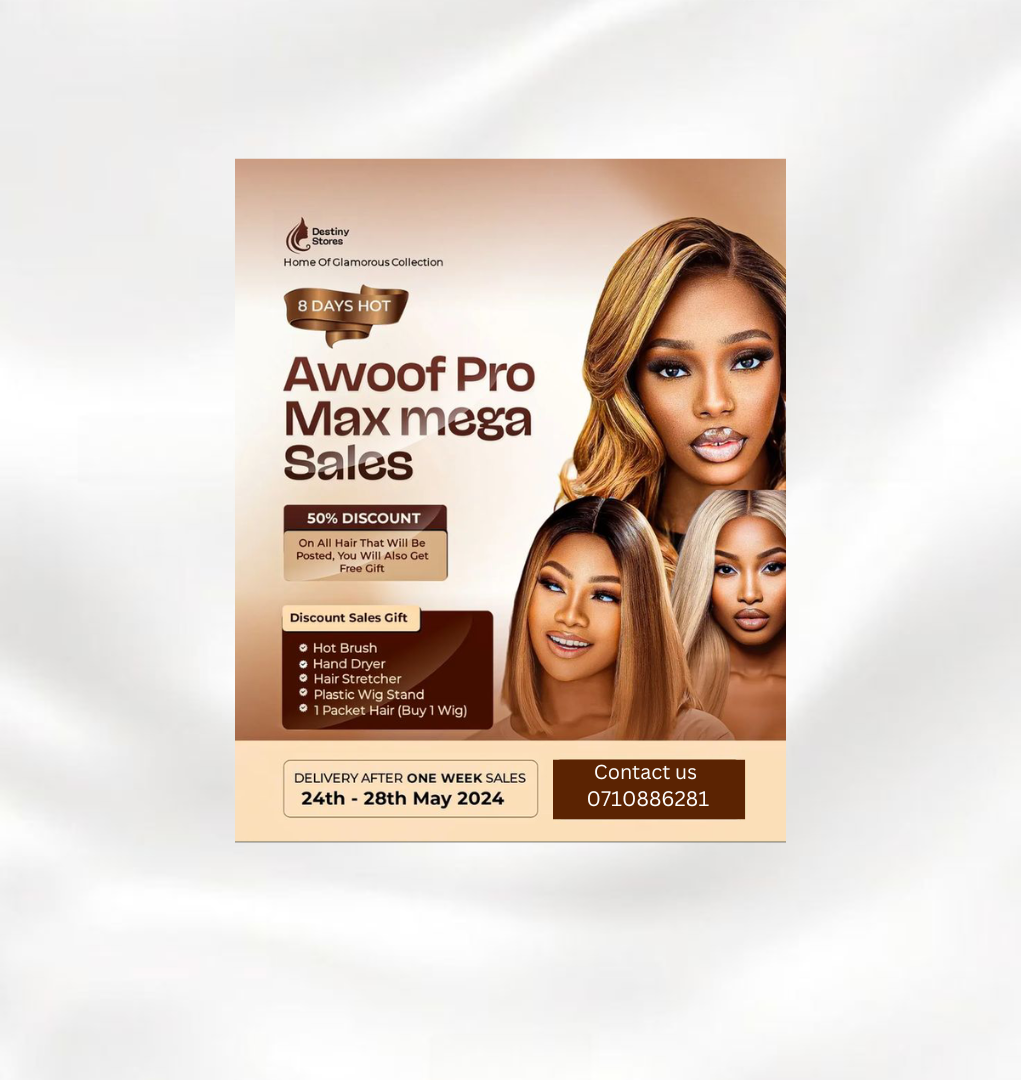 Destiny
Stores
Home Of Glamorous Collection
8 DAYS HOT
Awoof Pro
Max mega
Sales
50% DISCOUNT
On All Hair That Will Be
Posted, You Will Also Get
Free Gift
Discount Sales Gift
Hot Brush
Hand Dryer
Hair Stretcher
Plastic Wig Stand
1 Packet Hair (Buy 1 Wig)
DELIVERY AFTER ONE WEEK SALES
24th - 28th May 2024
Contact us
0710886281